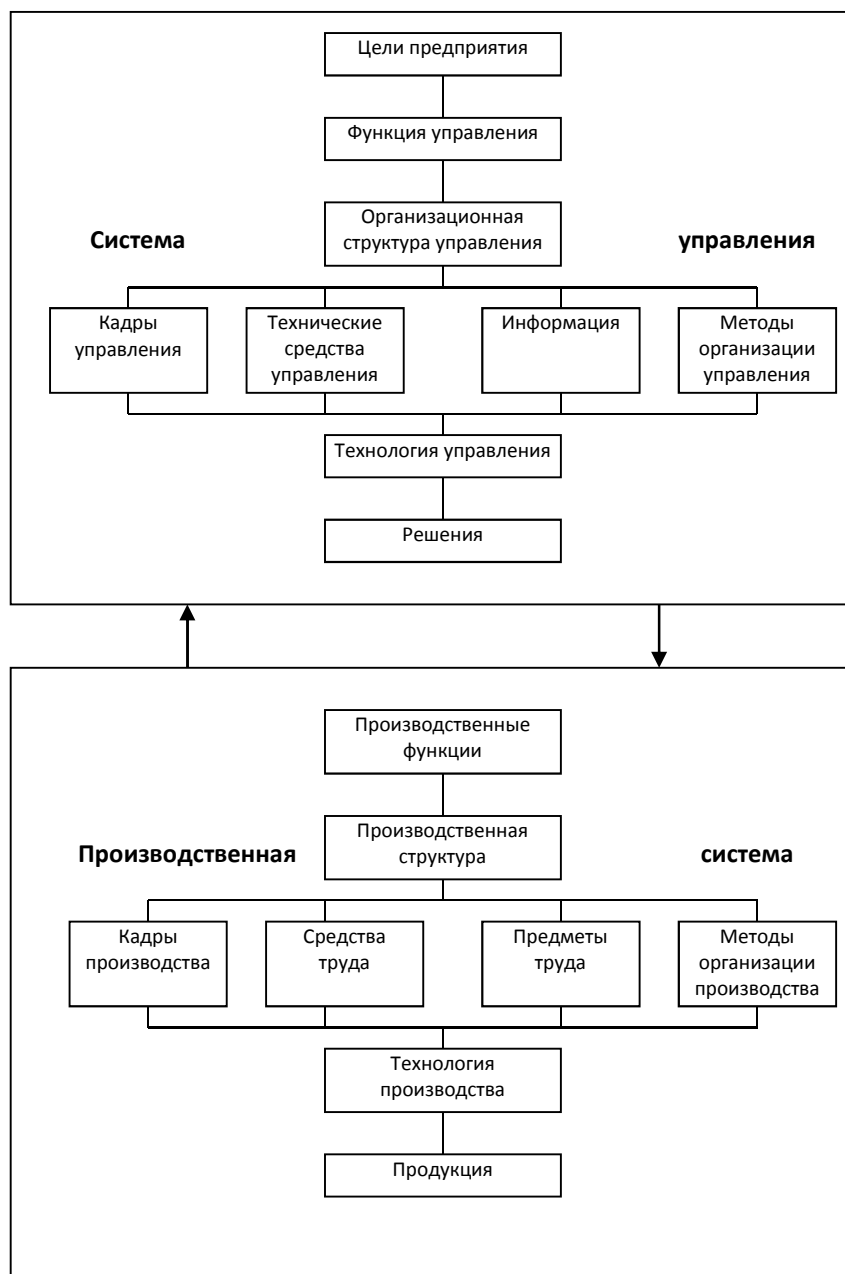 Цели предприятия
Функция управления
Организационная
структура управления
Система
управления
Кадры
управления
Технические
средства
управления
Информация
Методы
организации
управления
Технология управления
Решения
Производственные
функции
Производственная
структура
Производственная
система
Кадры
производства
Средства
труда
Предметы
труда
Методы
организации
производства
Технология
производства
Продукция